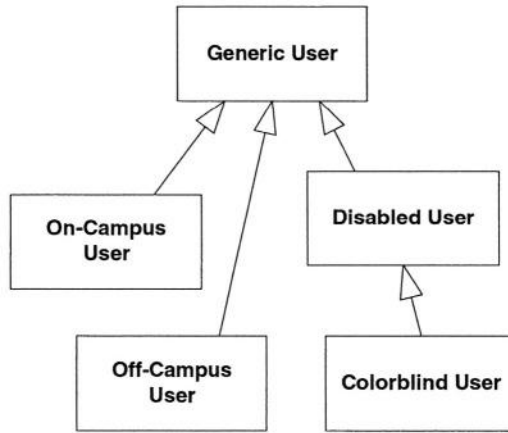 Generic User
On-Campus
User
Disabled User
Off-Campus
User
Colorblind User